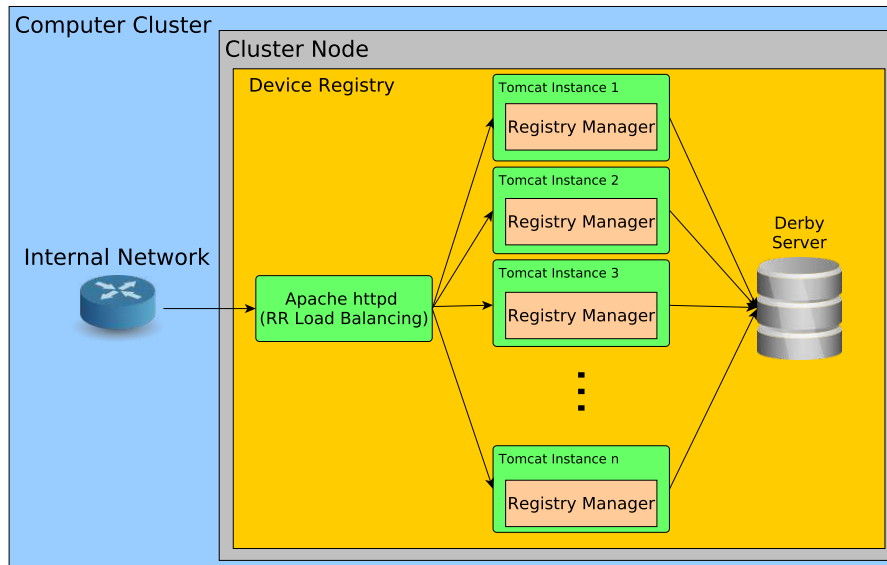 Computer Cluster
Cluster Node
Device Registry
Internal Network
Apache httpd
(RR Load Balancing)
Tomcat Instance 1
Registry Manager
Tomcat Instance 2
Registry Manager
Tomcat Instance 3
Registry Manager
Tomcat Instance n
Registry Manager
Derby
Server